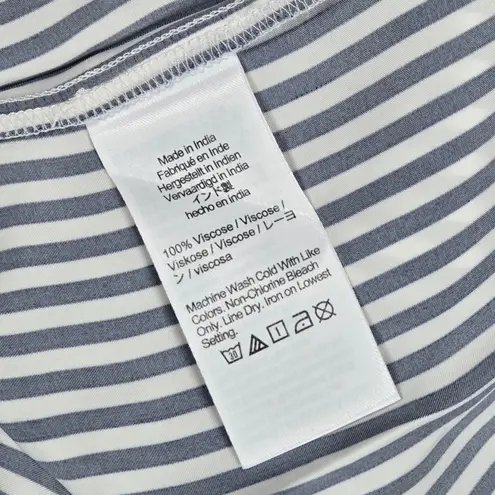 Made in India
Fabriqué en Inde
Hergestellt in Indien
Vervaardigd in India
インド製
hecho en india
100% Viscose / Viscose /
Viskose / Viscose / レーヨ
ン / viscosa
Machine Wash Cold With Like
Colors. Non-Chlorine Bleach
Only. Line Dry. Iron on Lowest
Setting.
30